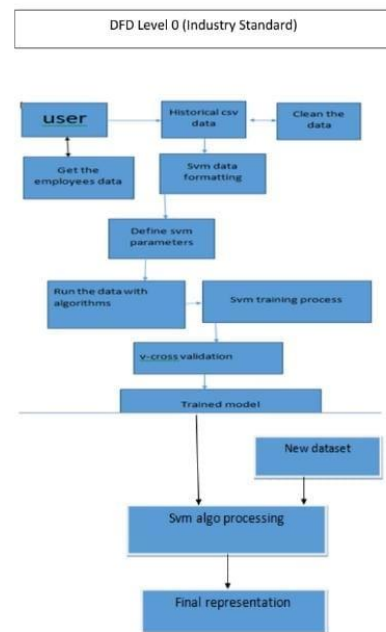 DFD Level 0 (Industry Standard)
user
Historical csv
data
Clean the
data
Get the
employees data
Svm data
formatting
Define svm
parameters
Run the data with
algorithms
Svm training process
v-cross validation
Trained model
New dataset
Svm algo processing
Final representation